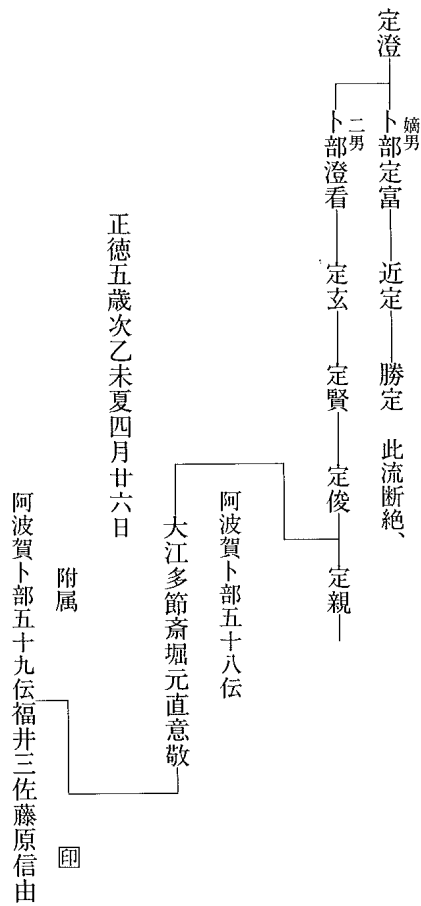 定澄
嫡男
卜部定富 近定 勝定 此流断絶、
二男
卜部澄看 定玄 定賢 定俊 定親
阿波賀卜部五十八伝
大江多節斎堀元直意敬
正徳五歳次乙未夏四月廿六日
附属
印
阿波賀卜部五十九伝福井三佐藤原信由